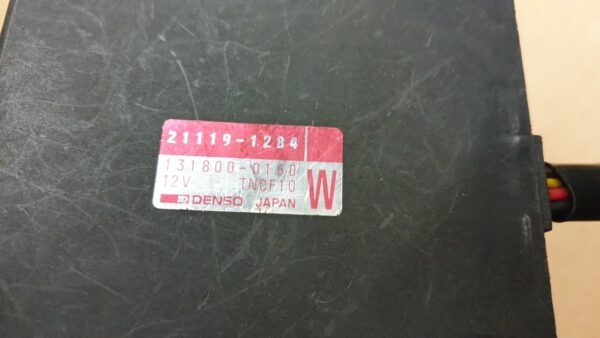 21119-1284
131800-0160
12V TNCF10 W
DENSO JAPAN